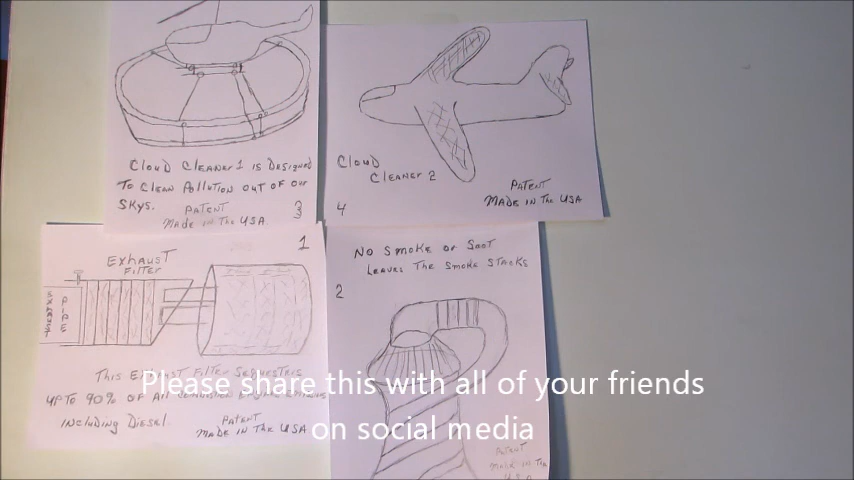 Cloud Cleaner 1 is Designed
To Clean Pollution out of our
Skys.
Patent
Made in the USA.
3
Cloud
Cleaner 2
4
Patent
Made in the USA
1
Exhaust
Filter
Exhaust
Pipe
This Exhaust Filter
up to 90% of All
including Diesel
Patent
Made in the USA
No Smoke or Soot
Leaves The Smoke Stacks
2
Patent
Made in the
Please share this with all of your friends
on social media